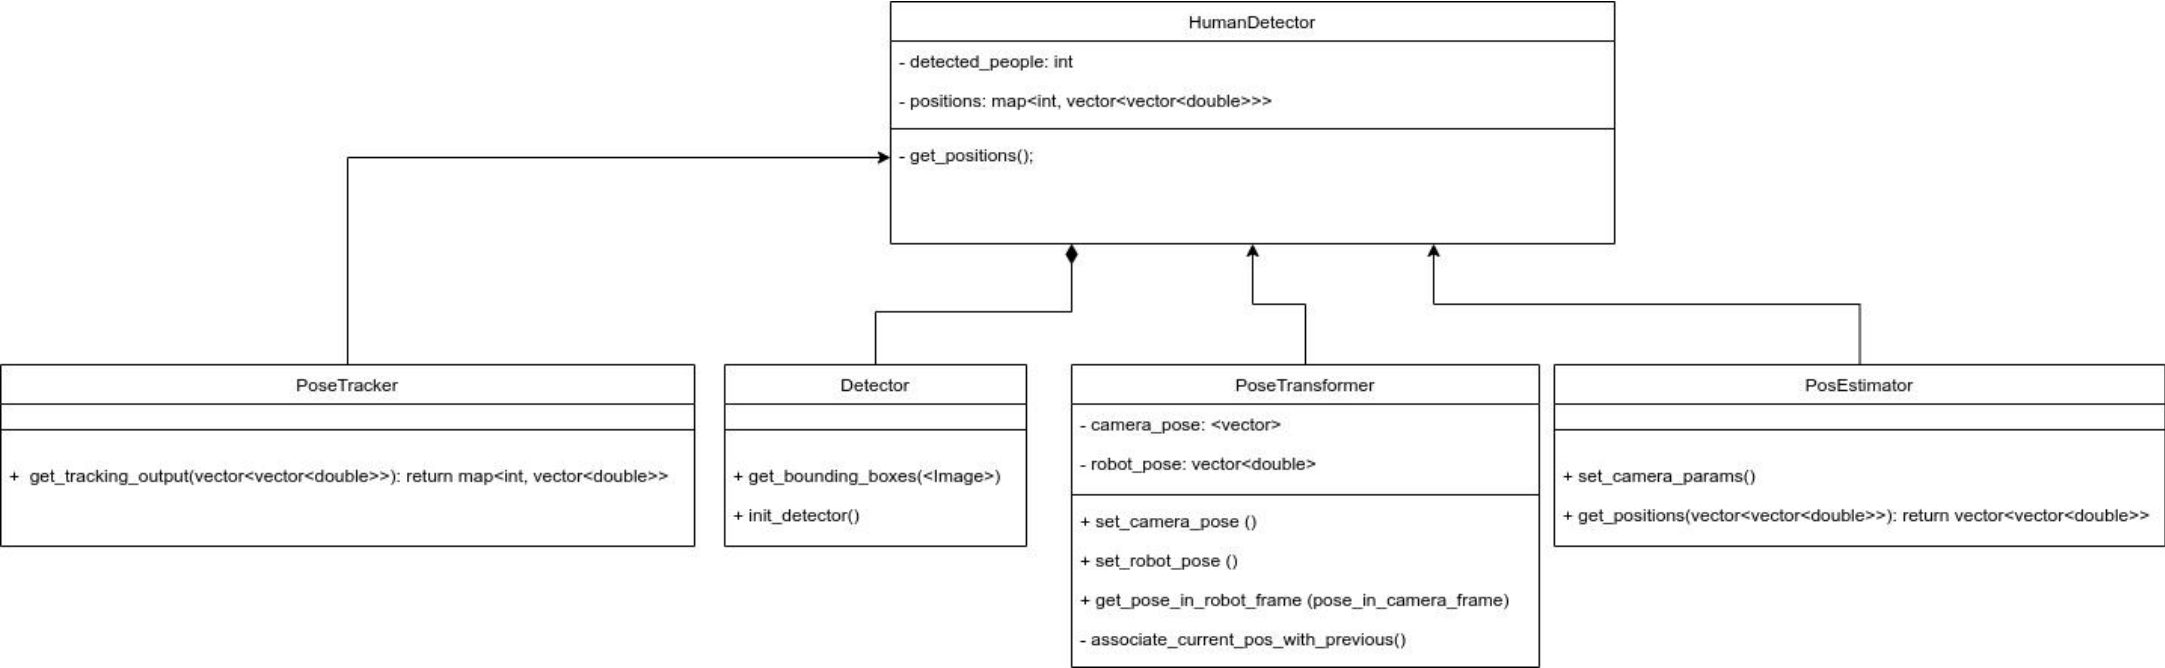 HumanDetector
- detected_people: int
- positions: map<int, vector<vector<double>>>
- get_positions();
PoseTracker
+ get_tracking_output(vector<vector<double>>): return map<int, vector<double>>
Detector
+ get_bounding_boxes(<Image>)
+ init_detector()
PoseTransformer
- camera_pose: <vector>
- robot_pose: vector<double>
+ set_camera_pose ()
+ set_robot_pose ()
+ get_pose_in_robot_frame (pose_in_camera_frame)
- associate_current_pos_with_previous()
PosEstimator
+ set_camera_params()
+ get_positions(vector<vector<double>>): return vector<vector<double>>